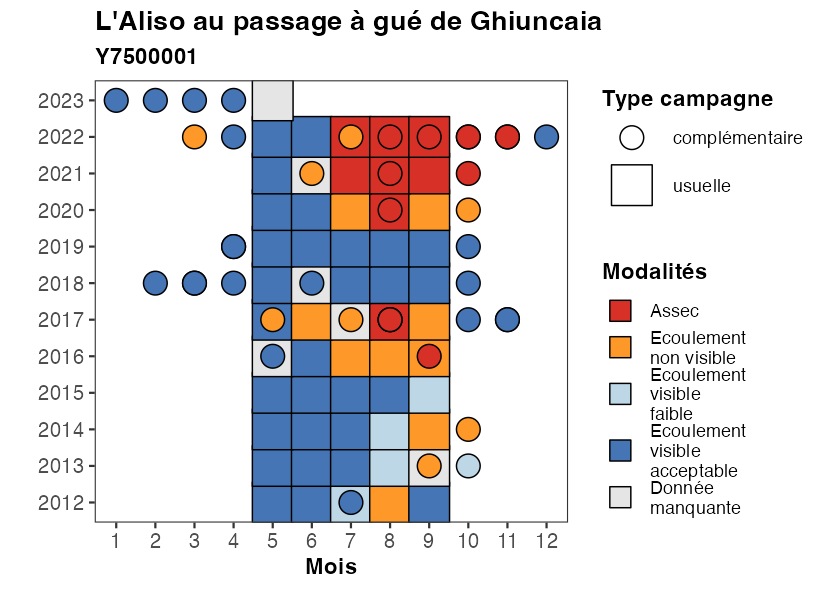 L'Aliso au passage à gué de Ghiuncaia
Y7500001
2023
2022
2021
2020
2019
2018
2017
2016
2015
2014
2013
2012
1 2 3 4 5 6 7 8 9 10 11 12
Mois
Type campagne
complémentaire
usuelle
Modalités
Assec
Ecoulement
non visible
Ecoulement
visible
faible
Ecoulement
visible
acceptable
Donnée
manquante